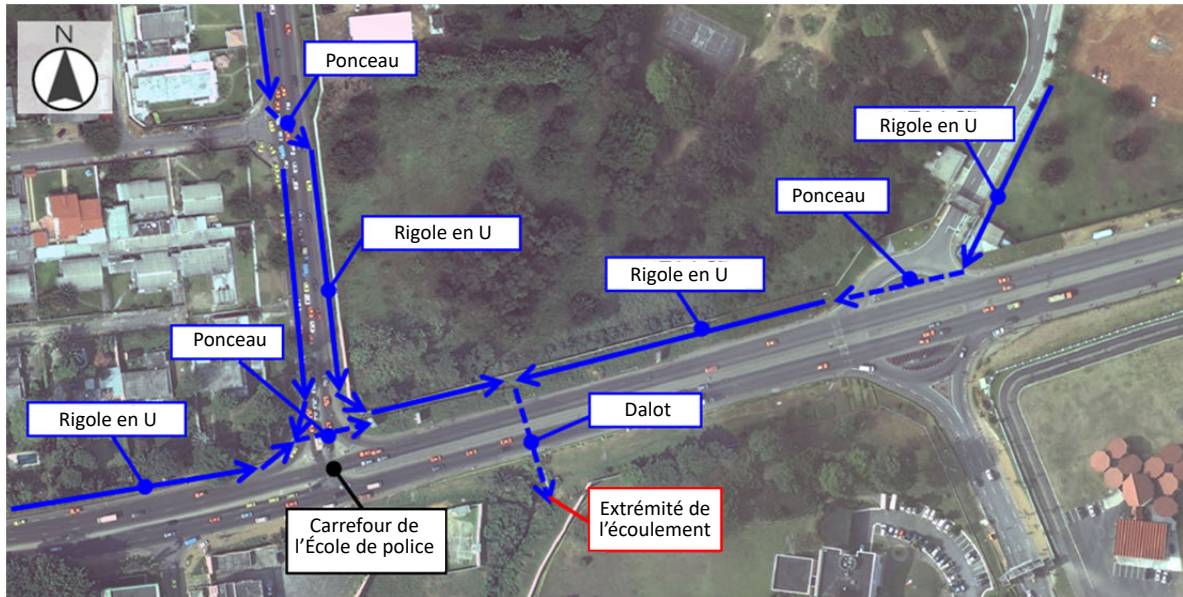 N
Ponceau
Rigole en U
Ponceau
Rigole en U
Rigole en U
Ponceau
Rigole en U
Dalot
Extrémité de
l'écoulement
Carrefour de
l'École de police